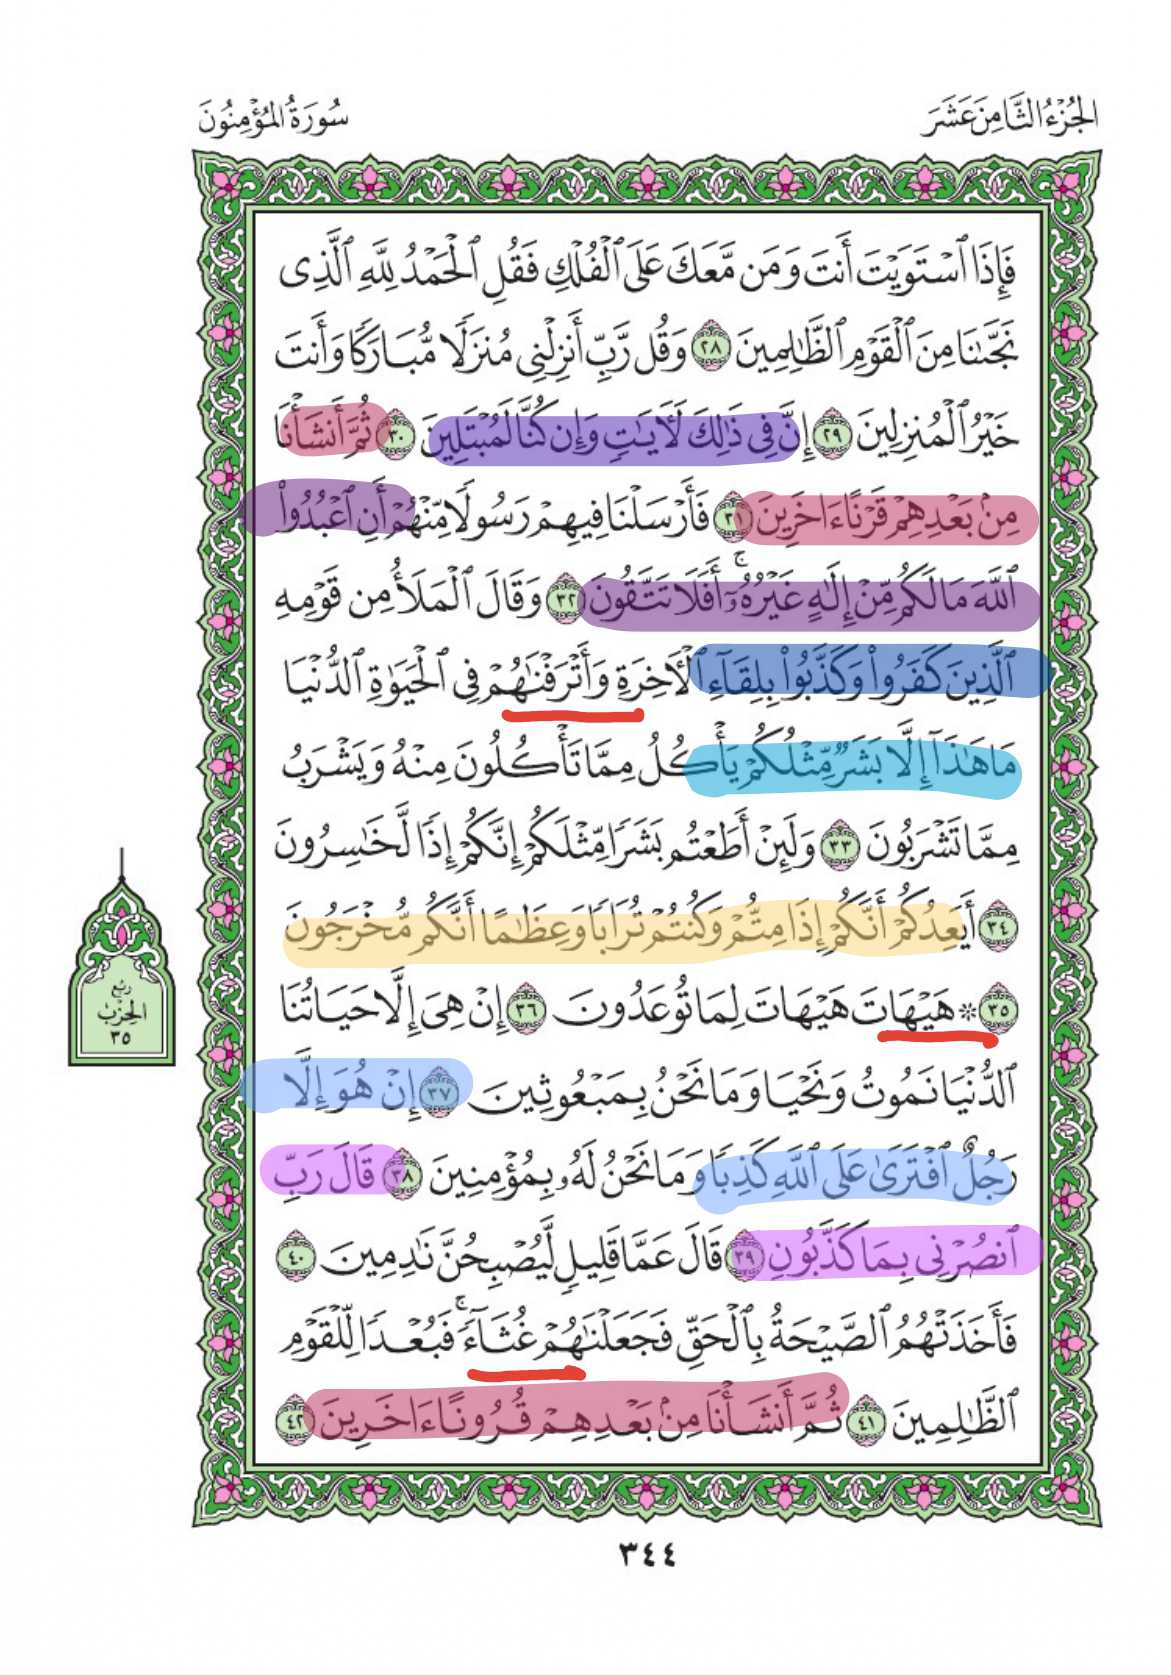 الجُزْءُ الثَّامِنَ عَشَرَ
سُورَةُ المُؤْمِنُونَ
فَإِذَا ٱسْتَوَيْتَ أَنتَ وَمَن مَّعَكَ عَلَى ٱلْفُلْكِ فَقُلِ ٱلْحَمْدُ لِلَّهِ ٱلَّذِى
نَجَّىٰنَا مِنَ ٱلْقَوْمِ ٱلظَّٰلِمِينَ ٢٨ وَقُل رَّبِّ أَنزِلْنِى مُنزَلًا مُّبَارَكًا وَأَنتَ
خَيْرُ ٱلْمُنزِلِينَ ٢٩ إِنَّ فِى ذَٰلِكَ لَءَايَٰتٍ وَإِن كُنَّا لَمُبْتَلِينَ ٣٠ ثُمَّ أَنشَأْنَا
مِنۢ بَعْدِهِمْ قَرْنًا ءَاخَرِينَ ٣١ فَأَرْسَلْنَا فِيهِمْ رَسُولًا مِّنْهُمْ أَنِ ٱعْبُدُوا۟
ٱللَّهَ مَا لَكُم مِّنْ إِلَٰهٍ غَيْرُهُۥٓ ۚ أَفَلَا تَتَّقُونَ ٣٢ وَقَالَ ٱلْمَلَأُ مِن قَوْمِهِ
ٱلَّذِينَ كَفَرُوا۟ وَكَذَّبُوا۟ بِلِقَآءِ ٱلْءَاخِرَةِ وَأَتْرَفْنَٰهُمْ فِى ٱلْحَيَوٰةِ ٱلدُّنْيَا
مَا هَٰذَآ إِلَّا بَشَرٌ مِّثْلُكُمْ يَأْكُلُ مِمَّا تَأْكُلُونَ مِنْهُ وَيَشْرَبُ
مِمَّا تَشْرَبُونَ ٣٣ وَلَئِنْ أَطَعْتُم بَشَرًا مِّثْلَكُمْ إِنَّكُمْ إِذًا لَّخَٰسِرُونَ
٣٤ أَيَعِدُكُمْ أَنَّكُمْ إِذَا مِتُّمْ وَكُنتُمْ تُرَابًا وَعِظَٰمًا أَنَّكُم مُّخْرَجُونَ
٣٥ ۞ هَيْهَاتَ هَيْهَاتَ لِمَا تُوعَدُونَ ٣٦ إِنْ هِىَ إِلَّا حَيَاتُنَا
ٱلدُّنْيَا نَمُوتُ وَنَحْيَا وَمَا نَحْنُ بِمَبْعُوثِينَ ٣٧ إِنْ هُوَ إِلَّا
رَجُلٌ ٱفْتَرَىٰ عَلَى ٱللَّهِ كَذِبًا وَمَا نَحْنُ لَهُۥ بِمُؤْمِنِينَ ٣٨ قَالَ رَبِّ
ٱنصُرْنِى بِمَا كَذَّبُونِ ٣٩ قَالَ عَمَّا قَلِيلٍ لَّيُصْبِحُنَّ نَٰدِمِينَ ٤٠
فَأَخَذَتْهُمُ ٱلصَّيْحَةُ بِٱلْحَقِّ فَجَعَلْنَٰهُمْ غُثَآءً ۚ فَبُعْدًا لِّلْقَوْمِ
ٱلظَّٰلِمِينَ ٤١ ثُمَّ أَنشَأْنَا مِنۢ بَعْدِهِمْ قُرُونًا ءَاخَرِينَ ٤٢
رُبْع
الحِزْب
٣٥
٣٤٤